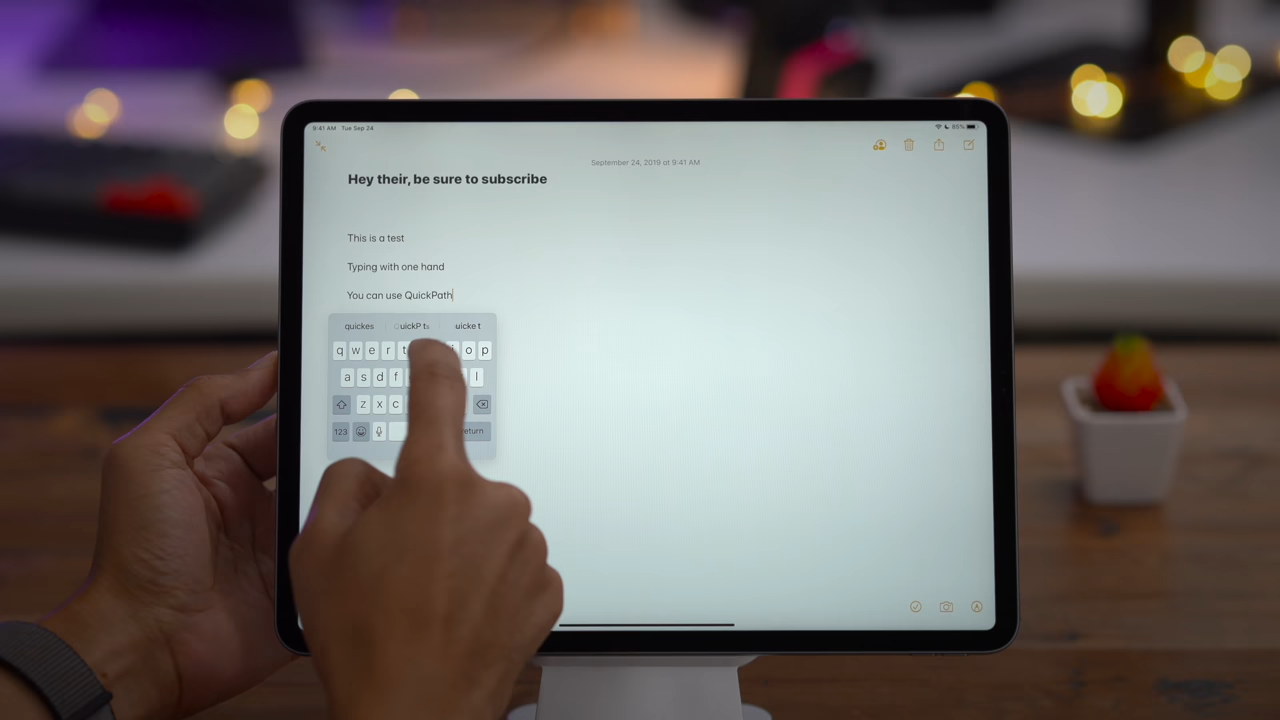 9:41 AM Tue Sep 24
85%
September 24, 2019 at 9:41 AM
Hey their, be sure to subscribe
This is a test
Typing with one hand
You can use QuickPath
quickes
q w e r t o p
a s d f l
z x c
123 return